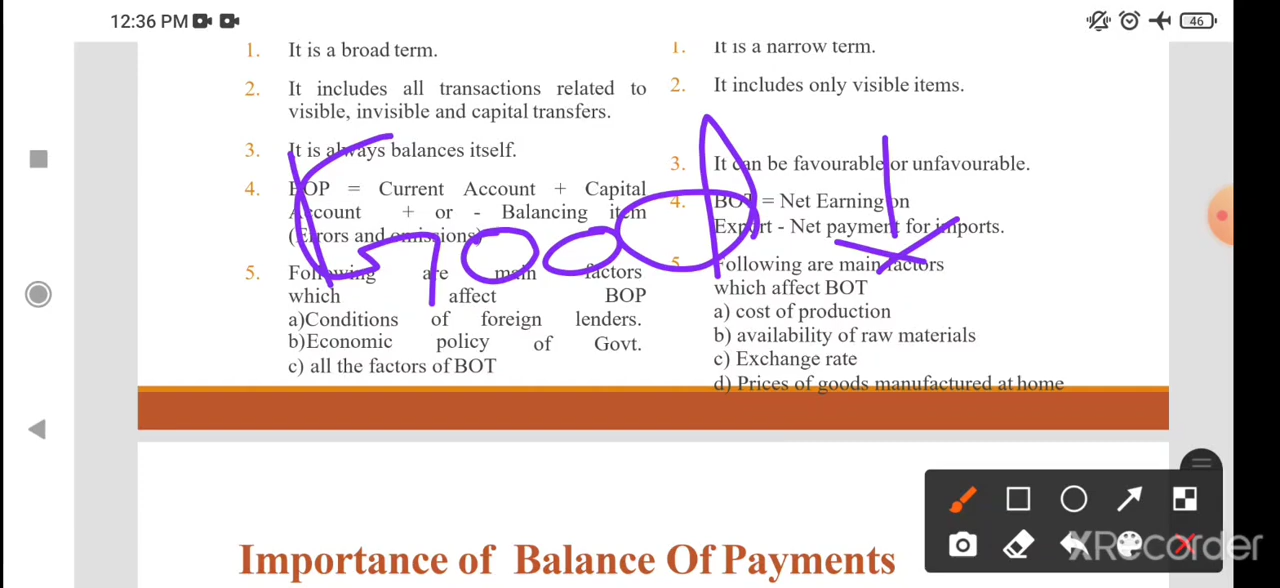 12:36 PM
46
1. It is a broad term.
2. It includes all transactions related to
visible, invisible and capital transfers.
3. It is always balances itself.
4. BOP = Current Account + Capital
Account + or - Balancing item
(Errors and omissions)
5. Following are main factors
which affect BOP
a)Conditions of foreign lenders.
b)Economic policy of Govt.
c) all the factors of BOT
1. It is a narrow term.
2. It includes only visible items.
3. It can be favourable or unfavourable.
4. BOT = Net Earning on
Export - Net payment for imports.
5. Following are main factors
which affect BOT
a) cost of production
b) availability of raw materials
c) Exchange rate
d) Prices of goods manufactured at home
Good
Importance of Balance Of Payments
XRecorder